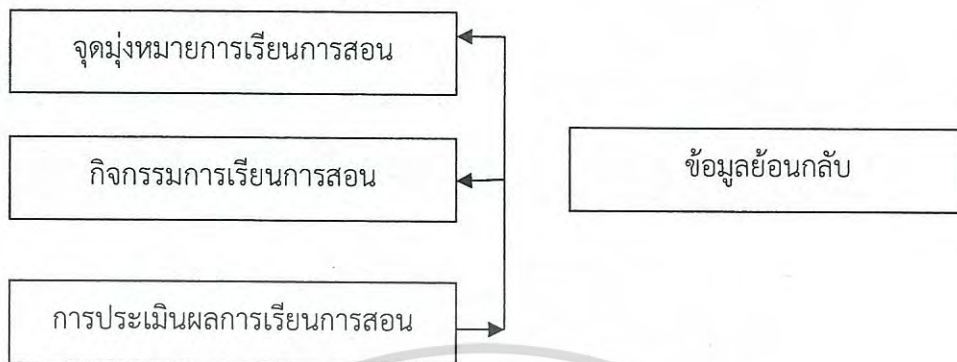 จุดมุ่งหมายการเรียนการสอน
กิจกรรมการเรียนการสอน
ข้อมูลย้อนกลับ
การประเมินผลการเรียนการสอน